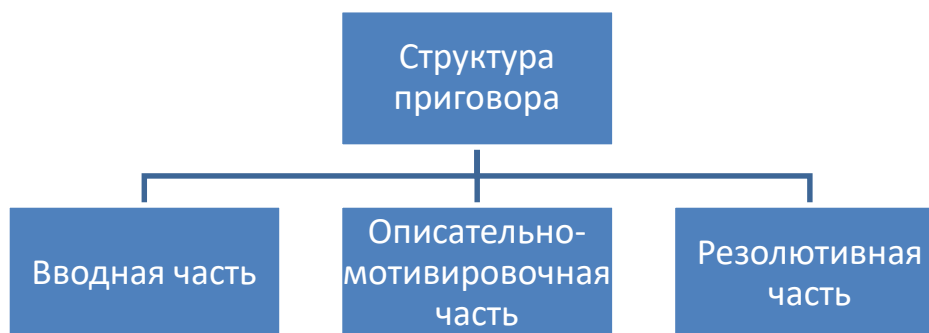 Структура
приговора
Вводная часть
Описательно-
мотивировочная
часть
Резолютивная
часть